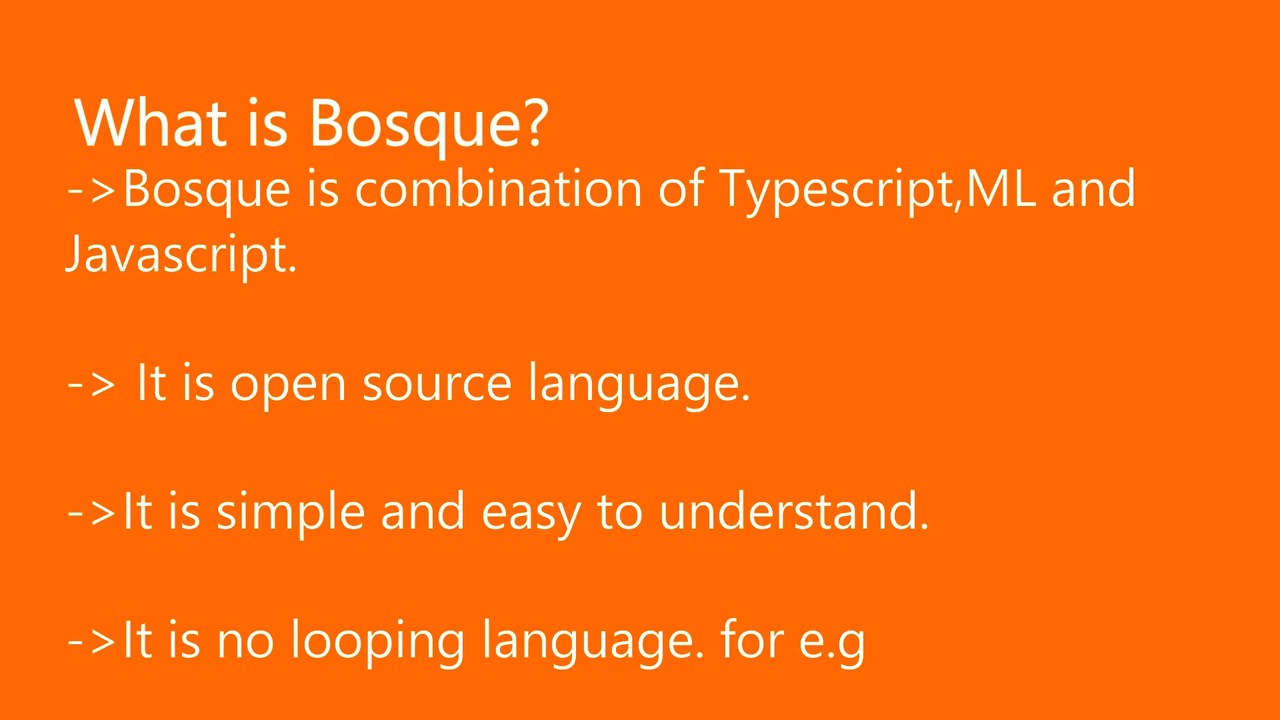 What is Bosque?
->Bosque is combination of Typescript,ML and
Javascript.
-> It is open source language.
->It is simple and easy to understand.
->It is no looping language. for e.g